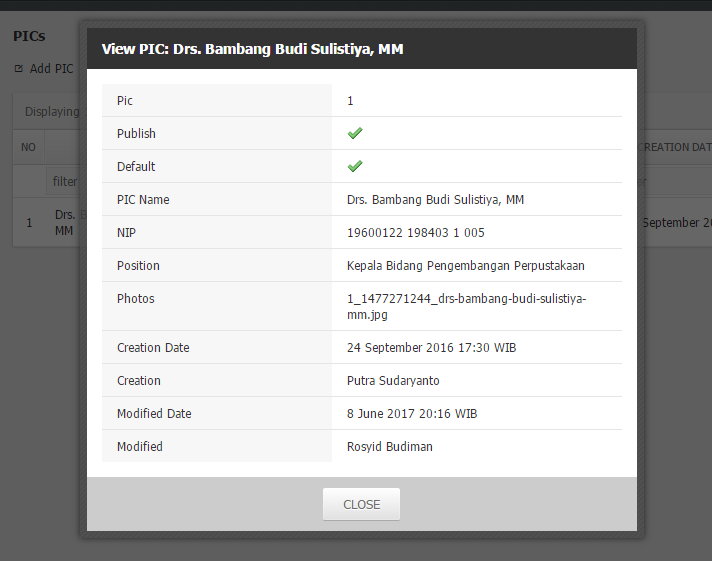 PICs
Add PIC
Displaying
NO
CREATION DAT
filter
1
Drs. B
MM
September 20
View PIC: Drs. Bambang Budi Sulistiya, MM
Pic 1
Publish
Default
PIC Name Drs. Bambang Budi Sulistiya, MM
NIP 19600122 198403 1 005
Position Kepala Bidang Pengembangan Perpustakaan
Photos 1_1477271244_drs-bambang-budi-sulistiya-
mm.jpg
Creation Date 24 September 2016 17:30 WIB
Creation Putra Sudaryanto
Modified Date 8 June 2017 20:16 WIB
Modified Rosyid Budiman
CLOSE